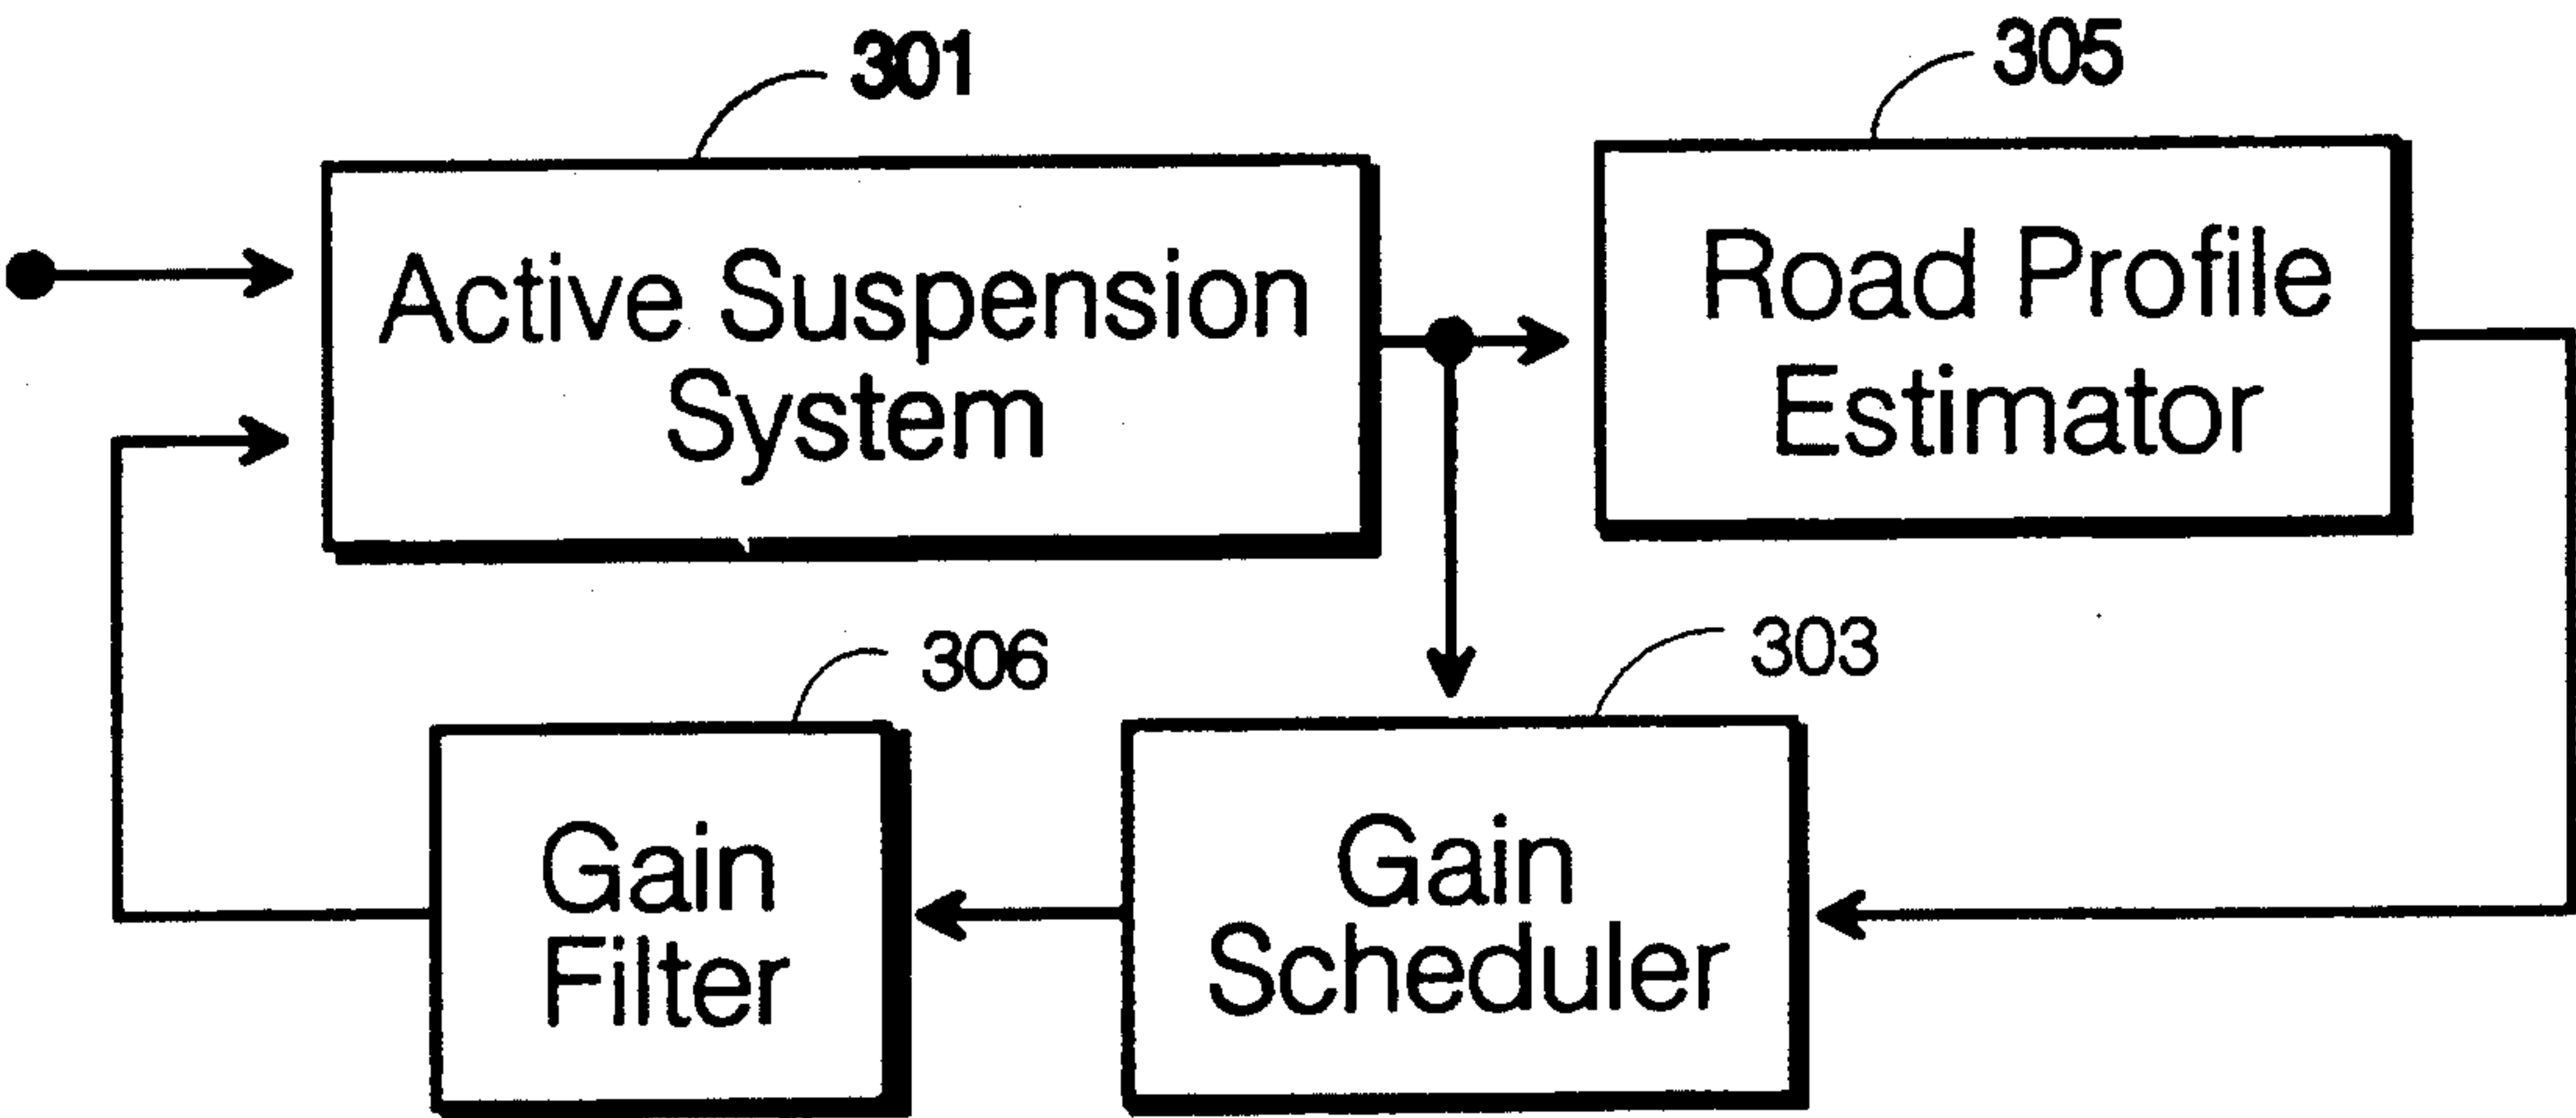 301
305
Active Suspension
System
Road Profile
Estimator
306
303
Gain
Filter
Gain
Scheduler